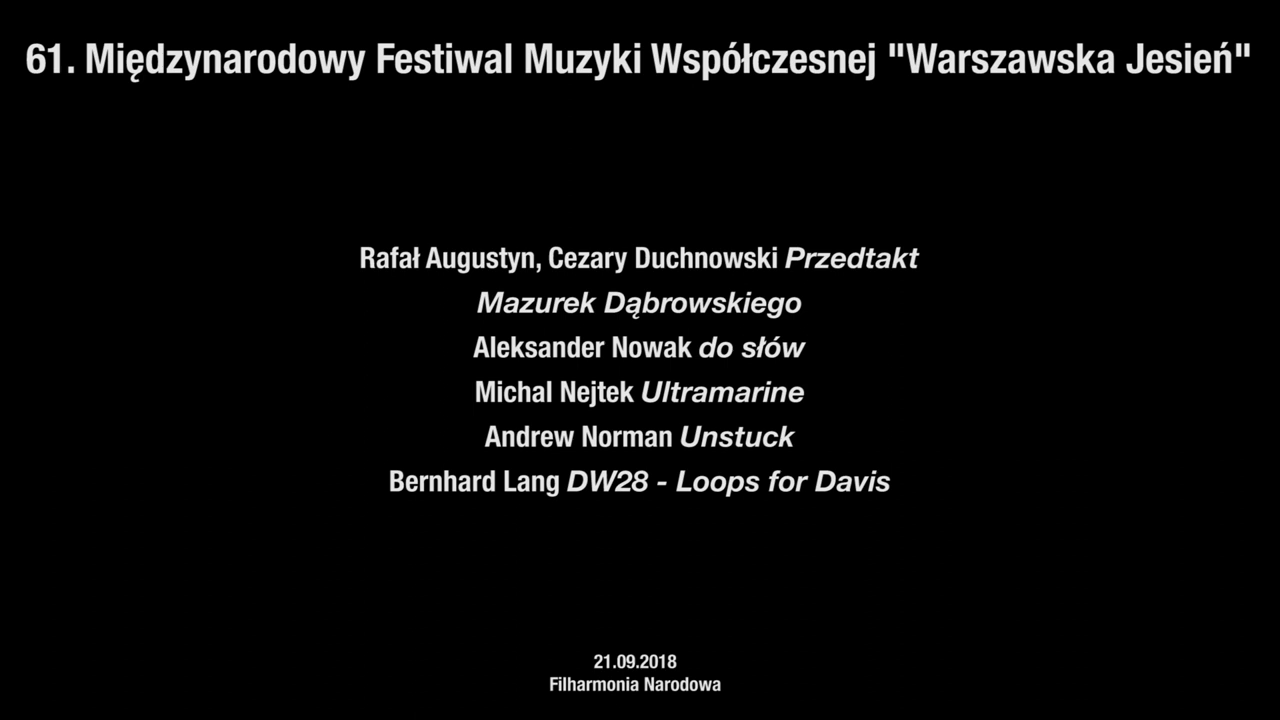 61. Międzynarodowy Festiwal Muzyki Współczesnej "Warszawska Jesień"
Rafał Augustyn, Cezary Duchnowski Przedtakt
Mazurek Dąbrowskiego
Aleksander Nowak do słów
Michal Nejtek Ultramarine
Andrew Norman Unstuck
Bernhard Lang DW28 - Loops for Davis
21.09.2018
Filharmonia Narodowa